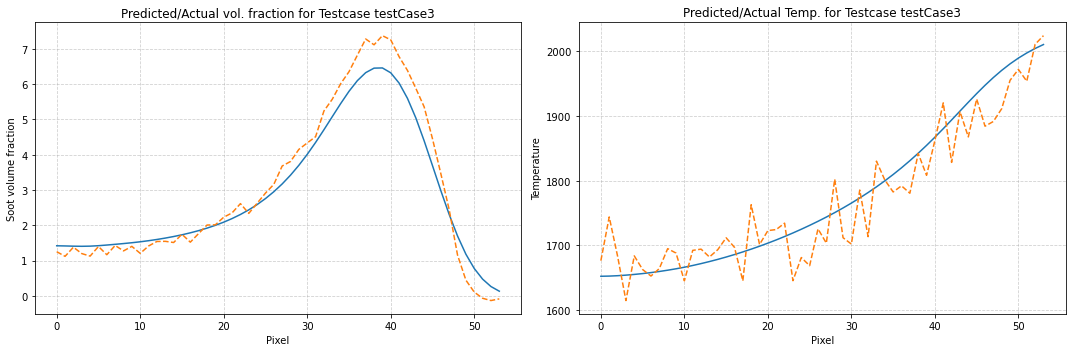 Predicted/Actual vol. fraction for Testcase testCase3
Soot volume fraction
7
6
5
4
3
2
1
0
0 10 20 30 40 50
Pixel
Predicted/Actual Temp. for Testcase testCase3
Temperature
2000
1900
1800
1700
1600
0 10 20 30 40 50
Pixel